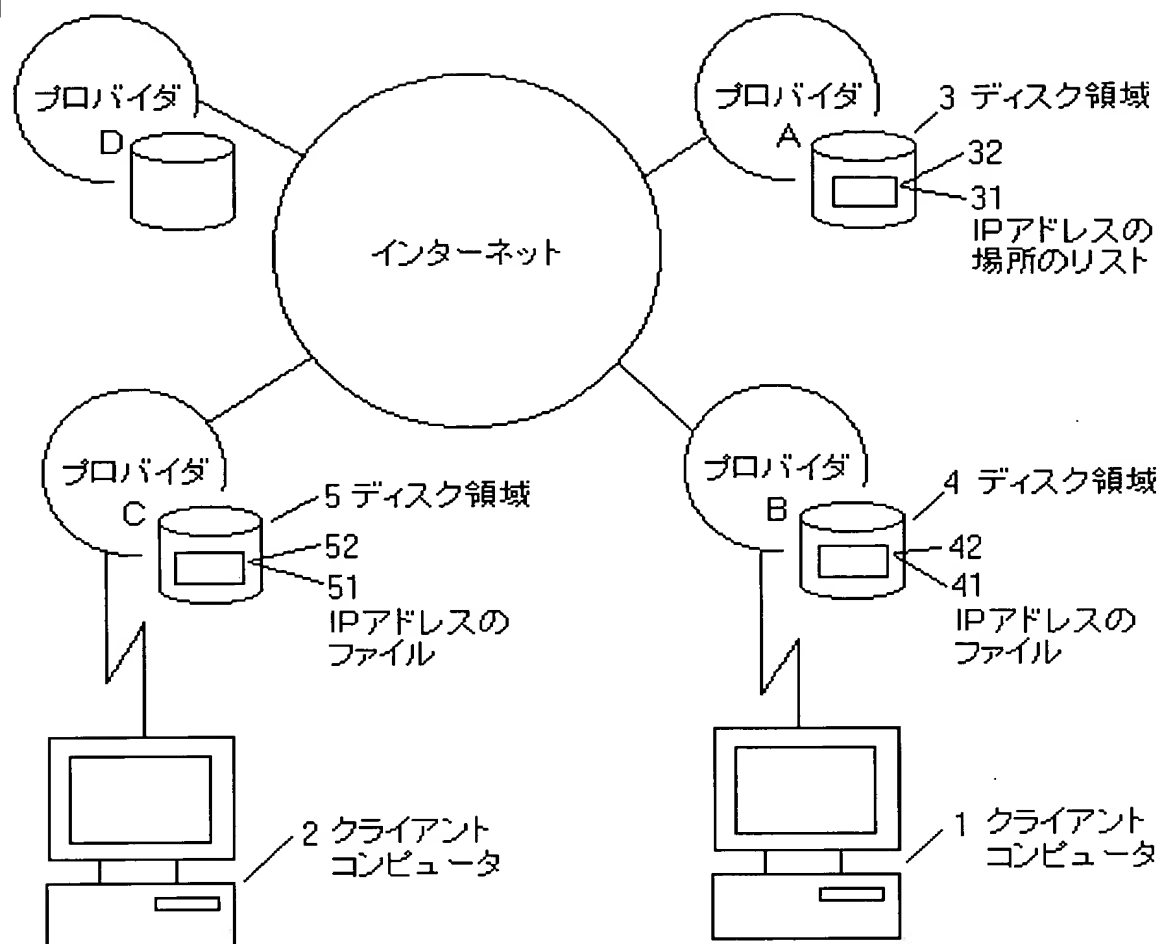 プロバイダ
D
プロバイダ
A
3 ディスク領域
32
31
IPアドレスの
場所のリスト
インターネット
プロバイダ
C
5 ディスク領域
52
51
IPアドレスの
ファイル
プロバイダ
B
4 ディスク領域
42
41
IPアドレスの
ファイル
2 クライアント
コンピュータ
1 クライアント
コンピュータ